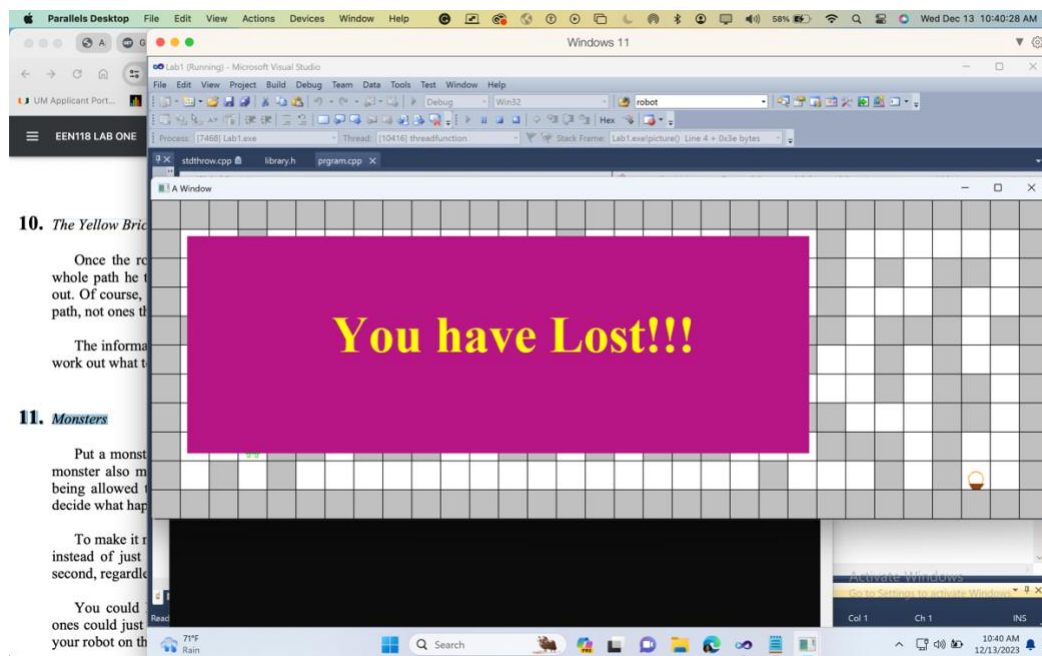 Parallels Desktop File Edit View Actions Devices Window Help 58% Wed Dec 13 10:40:28 AM
A G Windows 11
Lab1 (Running) - Microsoft Visual Studio
File Edit View Project Build Debug Team Data Tools Test Window Help
UM Applicant Port...
Debug Win32 robot
Hex
EEN118 LAB ONE
Process: [7468] Lab1.exe Thread: [10416] threadfunction Stack Frame: Lab1.exe!picture() Line 4 + 0x3e bytes
stdthrow.cpp library.h prgram.cpp
A Window
10. The Yellow Bric
Once the ro
whole path he t
out. Of course,
path, not ones th
The informa
work out what t
You have Lost!!!
11. Monsters
Put a monst
monster also m
being allowed t
decide what hap
To make it r
instead of just
second, regardle
You could
ones could just
your robot on th
Activate Windows
Go to Settings to activate Windows.
Read Col 1 Ch 1 INS
71°F
Rain
Search
10:40 AM
12/13/2023